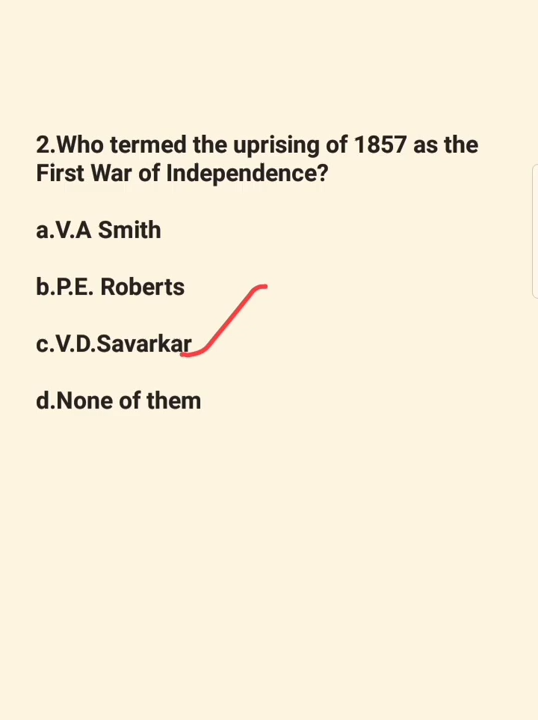 2.Who termed the uprising of 1857 as the
First War of Independence?
a.V.A Smith
b.P.E. Roberts
c.V.D.Savarkar
d.None of them